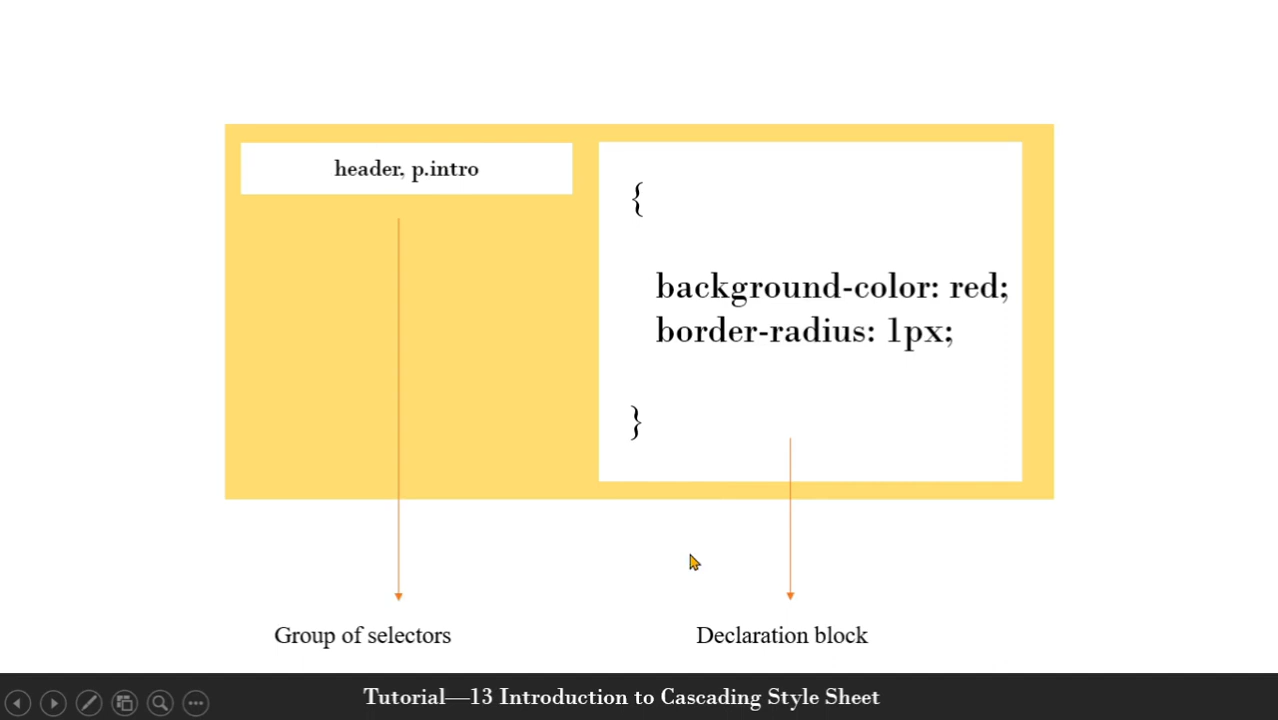 header, p.intro
{
background-color: red;
border-radius: 1px;
}
Group of selectors
Declaration block
Tutorial—13 Introduction to Cascading Style Sheet